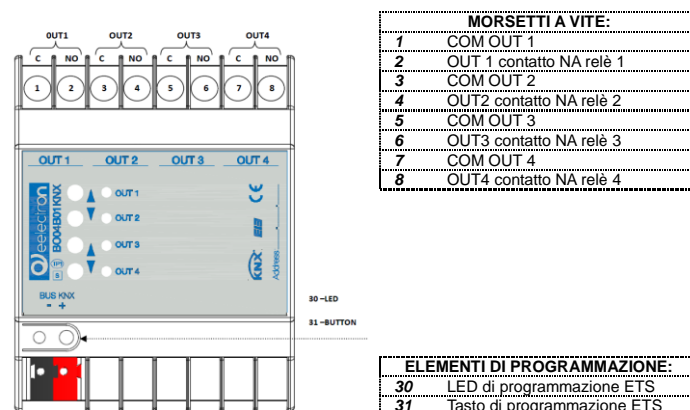 OUT1 OUT2 OUT3 OUT4
C NO C NO C NO C NO
1 2 3 4 5 6 7 8
OUT 1 OUT 2 OUT 3 OUT 4
eelectron
BO04B01KNX
TP1
S
OUT 1
OUT 2
OUT 3
OUT 4
CE
EIB
KNX
Address
BUS KNX
- +
30 –LED
31 –BUTTON
MORSETTI A VITE:
1 COM OUT 1
2 OUT 1 contatto NA relè 1
3 COM OUT 2
4 OUT2 contatto NA relè 2
5 COM OUT 3
6 OUT3 contatto NA relè 3
7 COM OUT 4
8 OUT4 contatto NA relè 4
ELEMENTI DI PROGRAMMAZIONE:
30 LED di programmazione ETS
31 Tasto di programmazione ETS